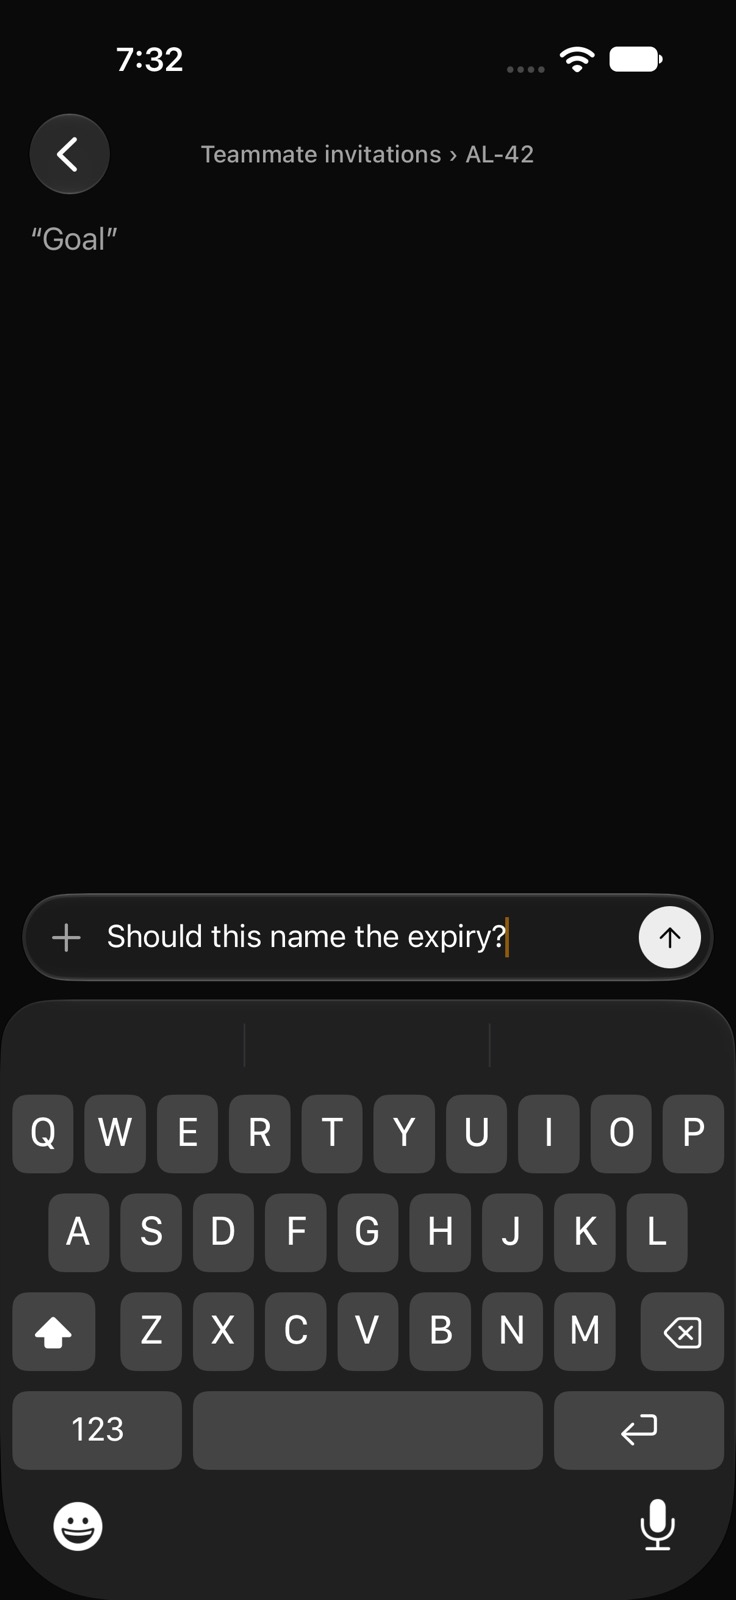 7:32
Teammate invitations › AL-42
“Goal”
Should this name the expiry?
Q W E R T Y U I O P
A S D F G H J K L
Z X C V B N M
123